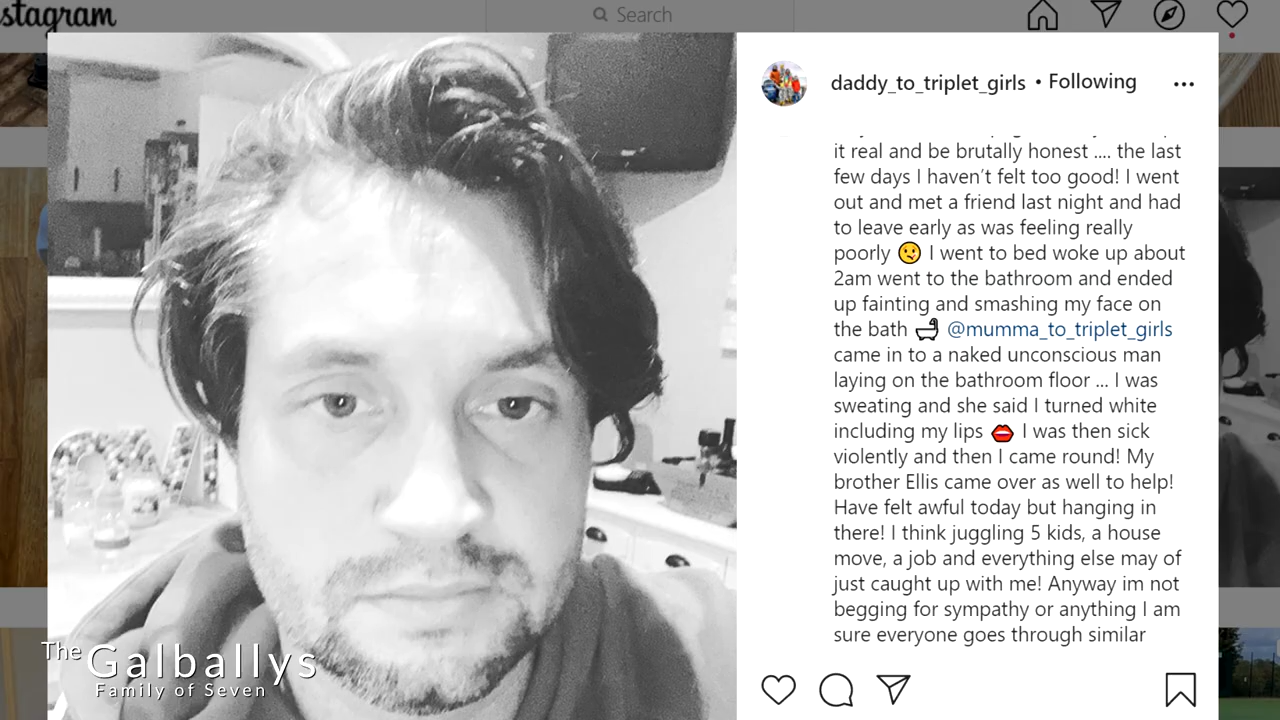 stagram
Search
daddy_to_triplet_girls • Following
it real and be brutally honest .... the last
few days I haven’t felt too good! I went
out and met a friend last night and had
to leave early as was feeling really
poorly 🤒 I went to bed woke up about
2am went to the bathroom and ended
up fainting and smashing my face on
the bath 🛁 @mumma_to_triplet_girls
came in to a naked unconscious man
laying on the bathroom floor ... I was
sweating and she said I turned white
including my lips 👄 I was then sick
violently and then I came round! My
brother Ellis came over as well to help!
Have felt awful today but hanging in
there! I think juggling 5 kids, a house
move, a job and everything else may of
just caught up with me! Anyway im not
begging for sympathy or anything I am
sure everyone goes through similar
The Galballys
Family of Seven